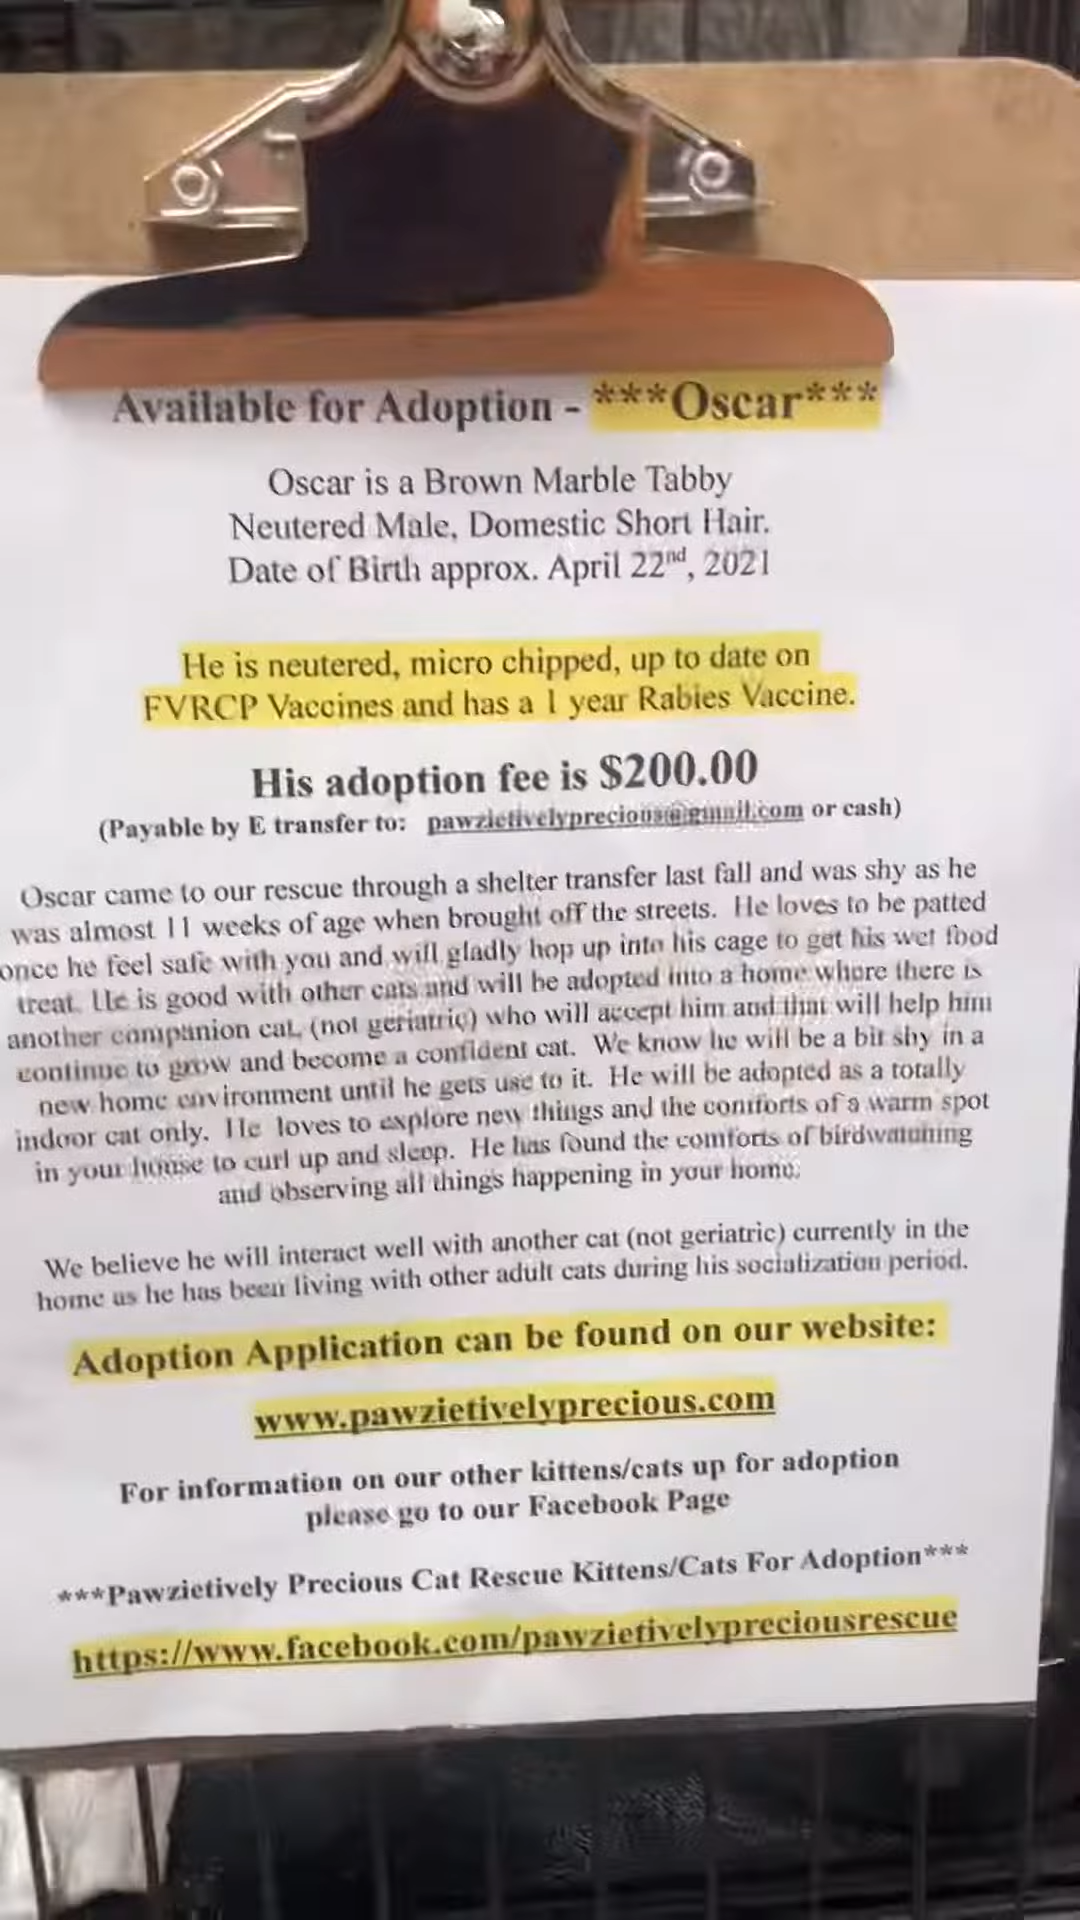 Available for Adoption - ***Oscar***
Oscar is a Brown Marble Tabby
Neutered Male, Domestic Short Hair.
Date of Birth approx. April 22nd, 2021
He is neutered, micro chipped, up to date on
FVRCP Vaccines and has a 1 year Rabies Vaccine.
His adoption fee is $200.00
(Payable by E transfer to: pawzietivelyprecious@gmail.com or cash)
Oscar came to our rescue through a shelter transfer last fall and was shy as he
was almost 11 weeks of age when brought off the streets. He loves to be patted
once he feel safe with you and will gladly hop up into his cage to get his wet food
treat. He is good with other cats and will be adopted into a home where there is
another companion cat, (not geriatric) who will accept him and that will help him
continue to grow and become a confident cat. We know he will be a bit shy in a
new home environment until he gets use to it. He will be adopted as a totally
indoor cat only. He loves to explore new things and the comforts of a warm spot
in your house to curl up and sleep. He has found the comforts of birdwatching
and observing all things happening in your home.
We believe he will interact well with another cat (not geriatric) currently in the
home as he has been living with other adult cats during his socialization period.
Adoption Application can be found on our website:
www.pawzietivelyprecious.com
For information on our other kittens/cats up for adoption
please go to our Facebook Page
***Pawzietively Precious Cat Rescue Kittens/Cats For Adoption***
https://www.facebook.com/pawzietivelypreciousrescue